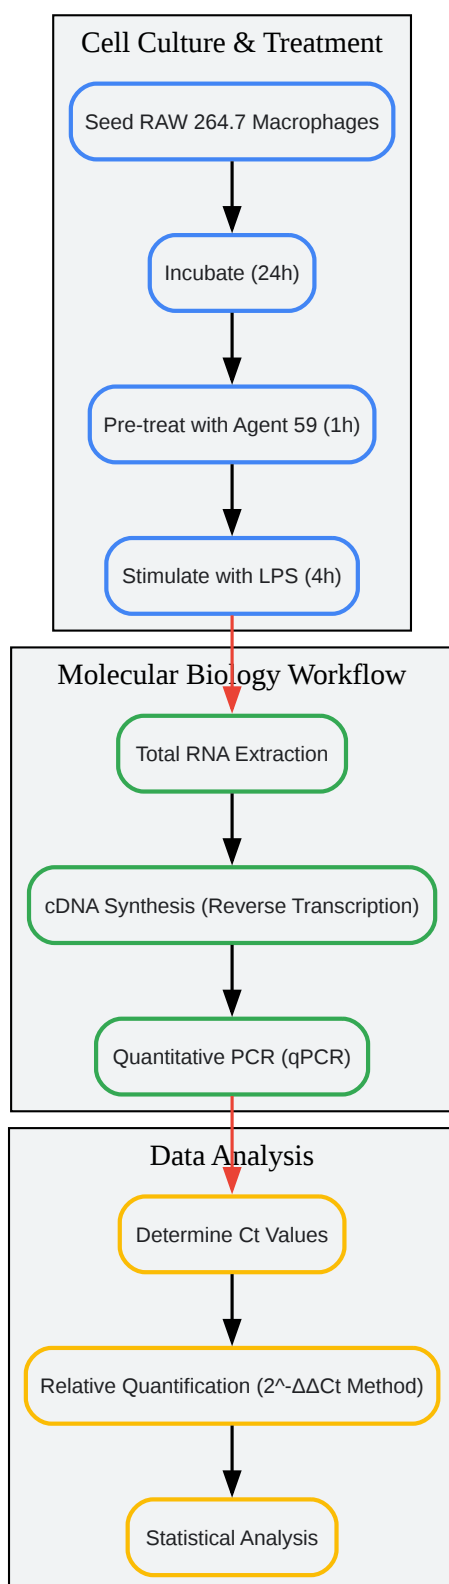 Cell Culture & Treatment
Seed RAW 264.7 Macrophages
Incubate (24h)
Pre-treat with Agent 59 (1h)
Stimulate with LPS (4h)
Molecular Biology Workflow
Total RNA Extraction
cDNA Synthesis (Reverse Transcription)
Quantitative PCR (qPCR)
Data Analysis
Determine Ct Values
Relative Quantification (2^-ΔΔCt Method)
Statistical Analysis